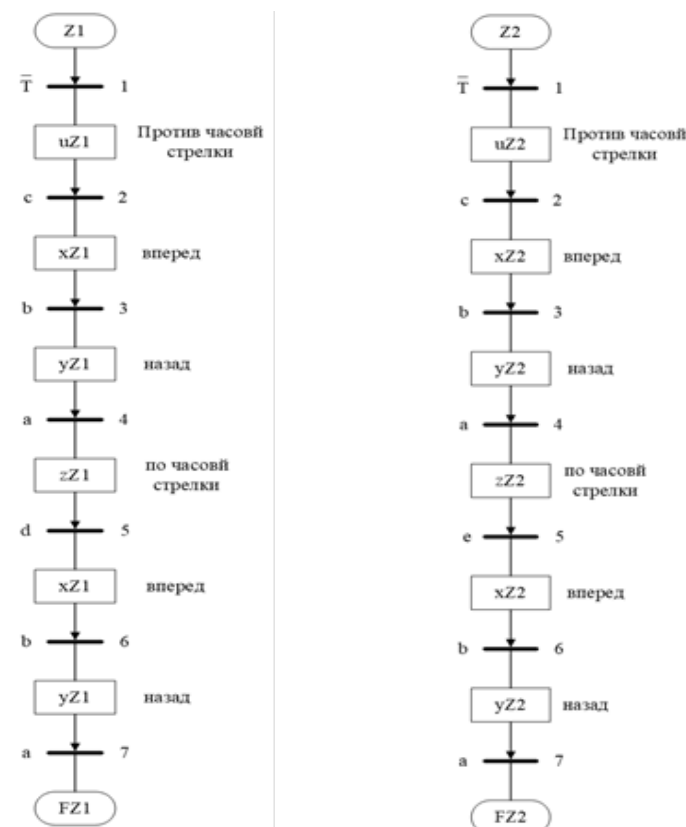 Z1
T̅ 1
uZ1 Против часовй
стрелки
c 2
xZ1 вперед
b 3
yZ1 назад
a 4
zZ1 по часовй
стрелки
d 5
xZ1 вперед
b 6
yZ1 назад
a 7
FZ1
Z2
T̅ 1
uZ2 Против часовй
стрелки
c 2
xZ2 вперед
b 3
yZ2 назад
a 4
zZ2 по часовй
стрелки
e 5
xZ2 вперед
b 6
yZ2 назад
a 7
FZ2